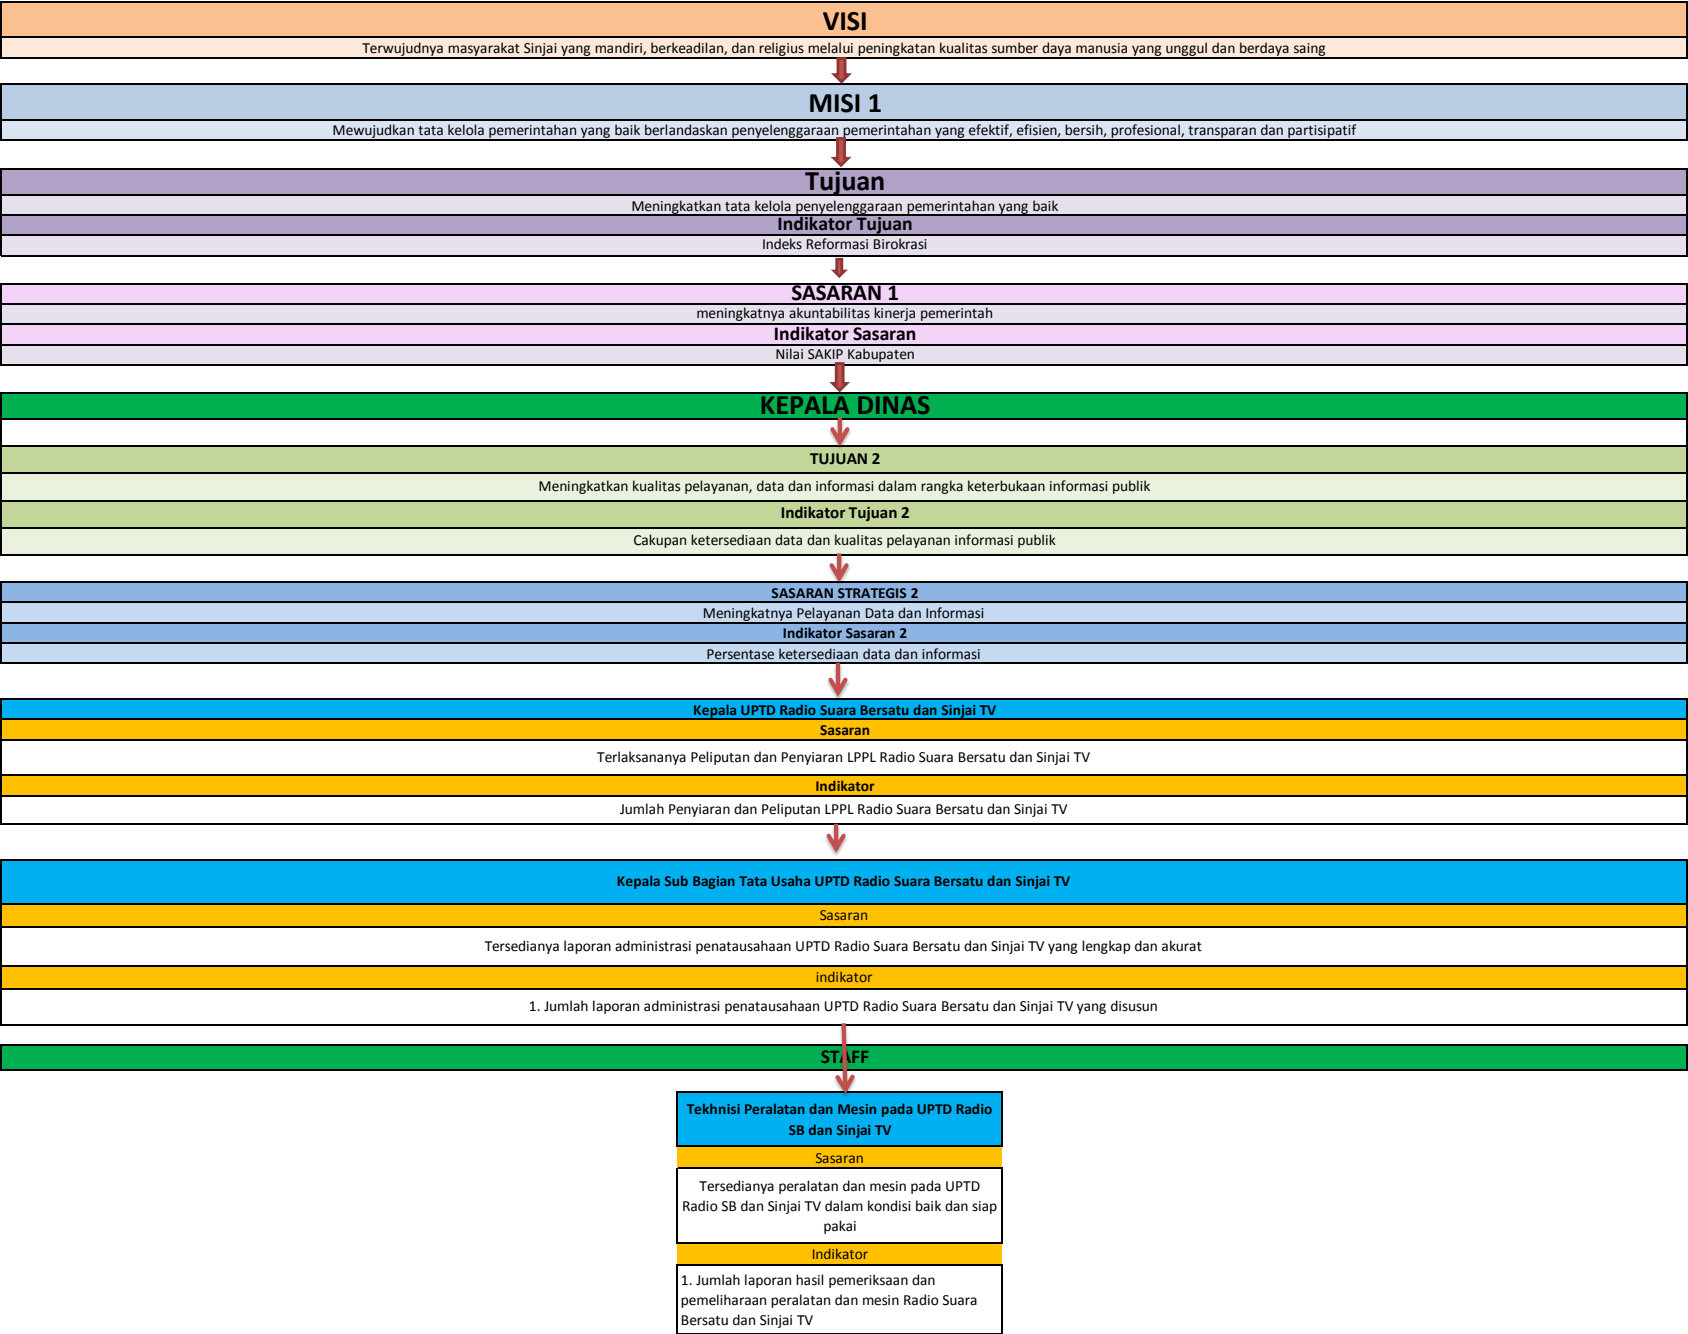 VISI
Terwujudnya masyarakat Sinjai yang mandiri, berkeadilan, dan religius melalui peningkatan kualitas sumber daya manusia yang unggul dan berdaya saing
MISI 1
Mewujudkan tata kelola pemerintahan yang baik berlandaskan penyelenggaraan pemerintahan yang efektif, efisien, bersih, profesional, transparan dan partisipatif
Tujuan
Meningkatkan tata kelola penyelenggaraan pemerintahan yang baik
Indikator Tujuan
Indeks Reformasi Birokrasi
SASARAN 1
meningkatnya akuntabilitas kinerja pemerintah
Indikator Sasaran
Nilai SAKIP Kabupaten
KEPALA DINAS
TUJUAN 2
Meningkatkan kualitas pelayanan, data dan informasi dalam rangka keterbukaan informasi publik
Indikator Tujuan 2
Cakupan ketersediaan data dan kualitas pelayanan informasi publik
SASARAN STRATEGIS 2
Meningkatnya Pelayanan Data dan Informasi
Indikator Sasaran 2
Persentase ketersediaan data dan informasi
Kepala UPTD Radio Suara Bersatu dan Sinjai TV
Sasaran
Terlaksananya Peliputan dan Penyiaran LPPL Radio Suara Bersatu dan Sinjai TV
Indikator
Jumlah Penyiaran dan Peliputan LPPL Radio Suara Bersatu dan Sinjai TV
Kepala Sub Bagian Tata Usaha UPTD Radio Suara Bersatu dan Sinjai TV
Sasaran
Tersedianya laporan administrasi penatausahaan UPTD Radio Suara Bersatu dan Sinjai TV yang lengkap dan akurat
indikator
1. Jumlah laporan administrasi penatausahaan UPTD Radio Suara Bersatu dan Sinjai TV yang disusun
STAFF
Tekhnisi Peralatan dan Mesin pada UPTD Radio
SB dan Sinjai TV
Sasaran
Tersedianya peralatan dan mesin pada UPTD
Radio SB dan Sinjai TV dalam kondisi baik dan siap
pakai
Indikator
1. Jumlah laporan hasil pemeriksaan dan
pemeliharaan peralatan dan mesin Radio Suara
Bersatu dan Sinjai TV